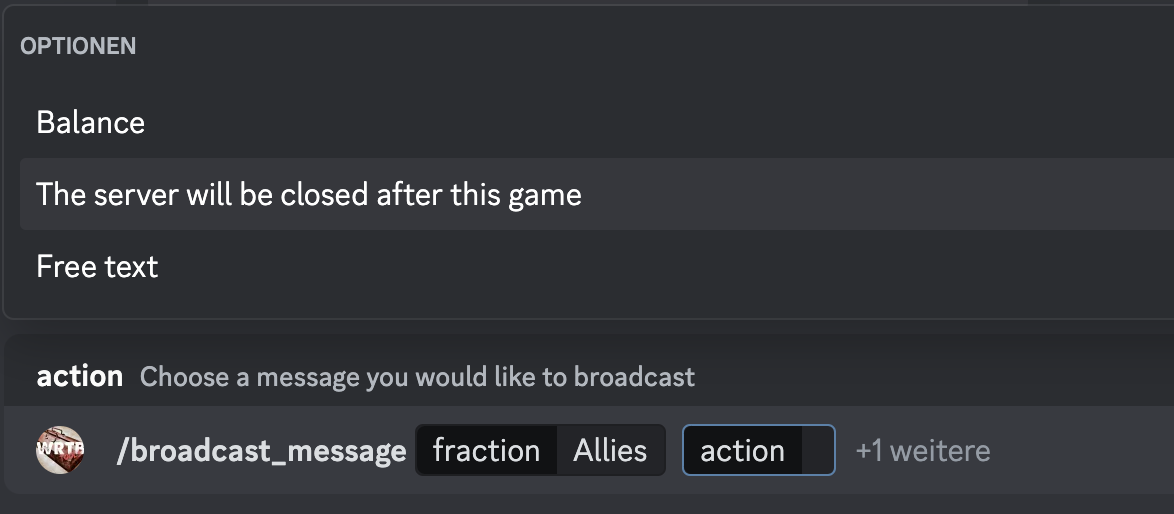 OPTIONEN
Balance
The server will be closed after this game
Free text
action Choose a message you would like to broadcast
WRTB /broadcast_message fraction Allies action +1 weitere